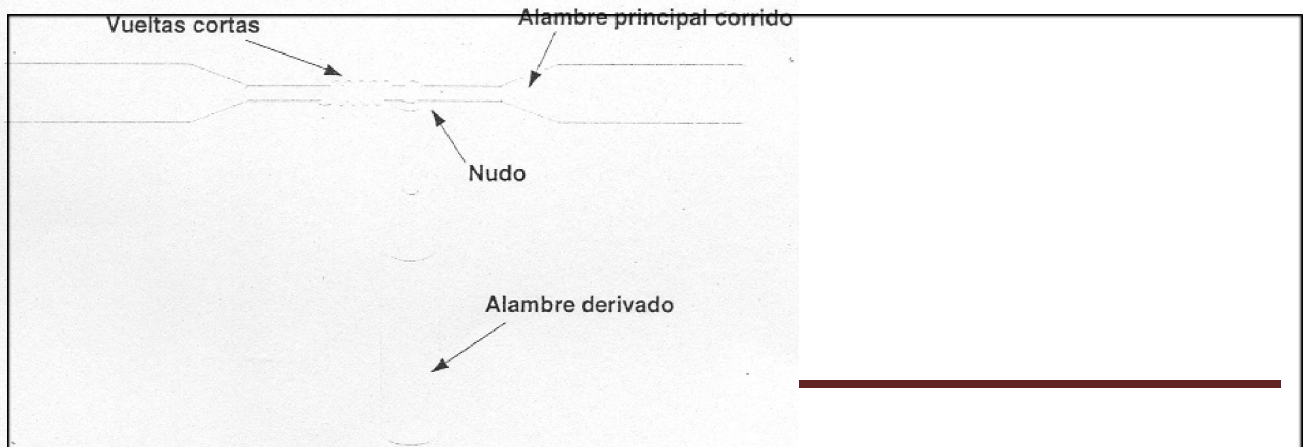 Vueltas cortas
Alambre principal corrido
Nudo
Alambre derivado